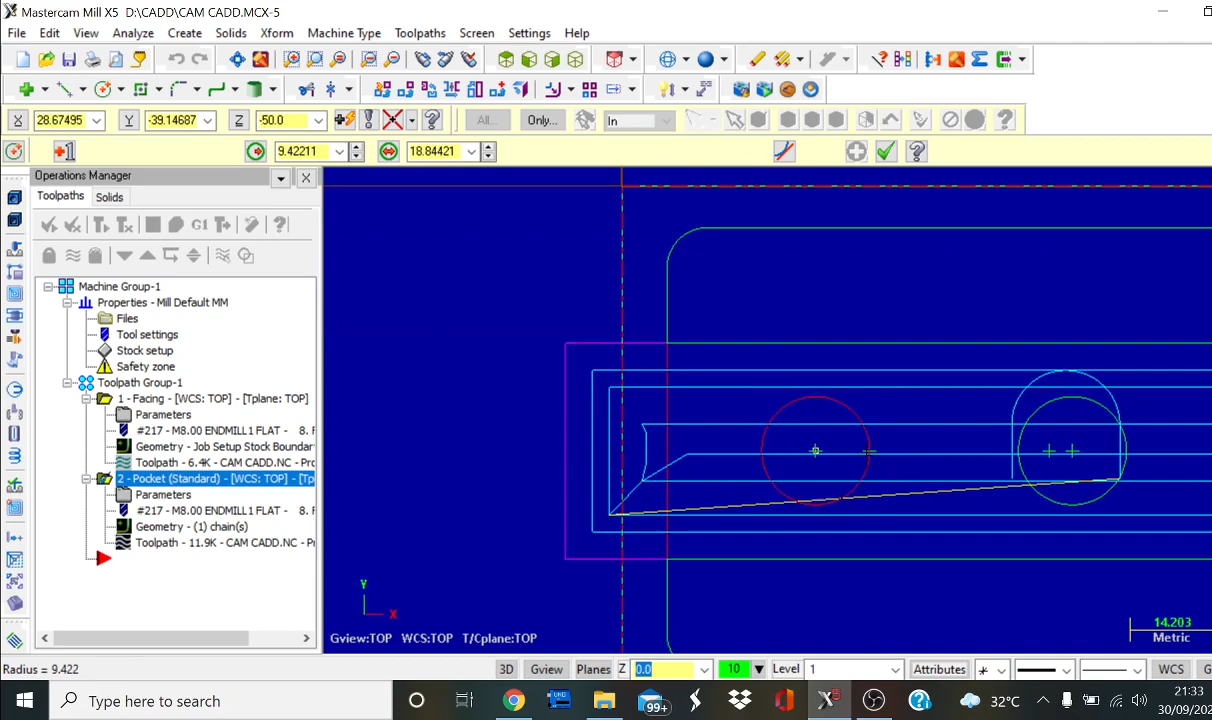 Mastercam Mill X5 D:\CADD\CAM CADD.MCX-5
File Edit View Analyze Create Solids Xform Machine Type Toolpaths Screen Settings Help
X 28.67495 Y -39.14687 Z -50.0 All... Only... In
+1 9.42211 18.84421
Operations Manager
Toolpaths Solids
G1
Machine Group-1
Properties - Mill Default MM
Files
Tool settings
Stock setup
Safety zone
Toolpath Group-1
1 - Facing - [WCS: TOP] - [Tplane: TOP]
Parameters
#217 - M8.00 ENDMILL1 FLAT - 8.
Geometry - Job Setup Stock Boundar
Toolpath - 6.4K - CAM CADD.NC - Pro
2 - Pocket (Standard) - [WCS: TOP] - [Tp
Parameters
#217 - M8.00 ENDMILL1 FLAT - 8.
Geometry - (1) chain(s)
Toolpath - 11.9K - CAM CADD.NC - Pr
Y
X
Gview:TOP WCS:TOP T/Cplane:TOP
14.203
Metric
Radius = 9.422 3D Gview Planes Z 0.0 10 Level 1 Attributes WCS G
Type here to search 99+ X5 32°C 21:33
30/09/202